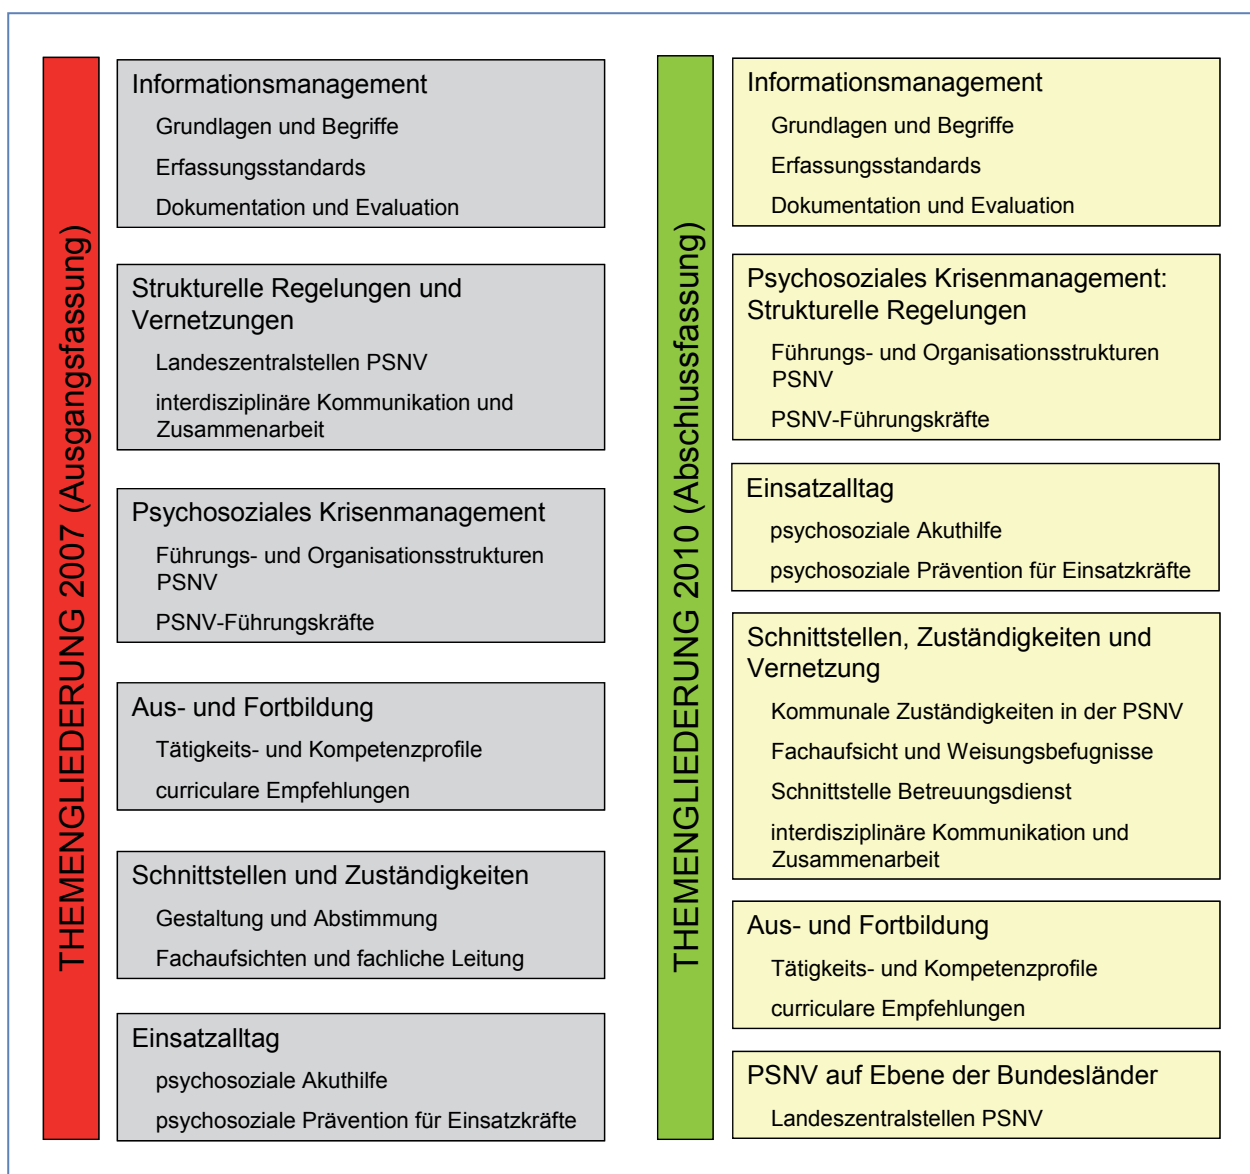 THEMENGLIEDERUNG 2007 (Ausgangsfassung)
Informationsmanagement
Grundlagen und Begriffe
Erfassungsstandards
Dokumentation und Evaluation
Strukturelle Regelungen und
Vernetzungen
Landeszentralstellen PSNV
interdisziplinäre Kommunikation und
Zusammenarbeit
Psychosoziales Krisenmanagement
Führungs- und Organisationsstrukturen
PSNV
PSNV-Führungskräfte
Aus- und Fortbildung
Tätigkeits- und Kompetenzprofile
curriculare Empfehlungen
Schnittstellen und Zuständigkeiten
Gestaltung und Abstimmung
Fachaufsichten und fachliche Leitung
Einsatzalltag
psychosoziale Akuthilfe
psychosoziale Prävention für Einsatzkräfte
THEMENGLIEDERUNG 2010 (Abschlussfassung)
Informationsmanagement
Grundlagen und Begriffe
Erfassungsstandards
Dokumentation und Evaluation
Psychosoziales Krisenmanagement:
Strukturelle Regelungen
Führungs- und Organisationsstrukturen
PSNV
PSNV-Führungskräfte
Einsatzalltag
psychosoziale Akuthilfe
psychosoziale Prävention für Einsatzkräfte
Schnittstellen, Zuständigkeiten und
Vernetzung
Kommunale Zuständigkeiten in der PSNV
Fachaufsicht und Weisungsbefugnisse
Schnittstelle Betreuungsdienst
interdisziplinäre Kommunikation und
Zusammenarbeit
Aus- und Fortbildung
Tätigkeits- und Kompetenzprofile
curriculare Empfehlungen
PSNV auf Ebene der Bundesländer
Landeszentralstellen PSNV